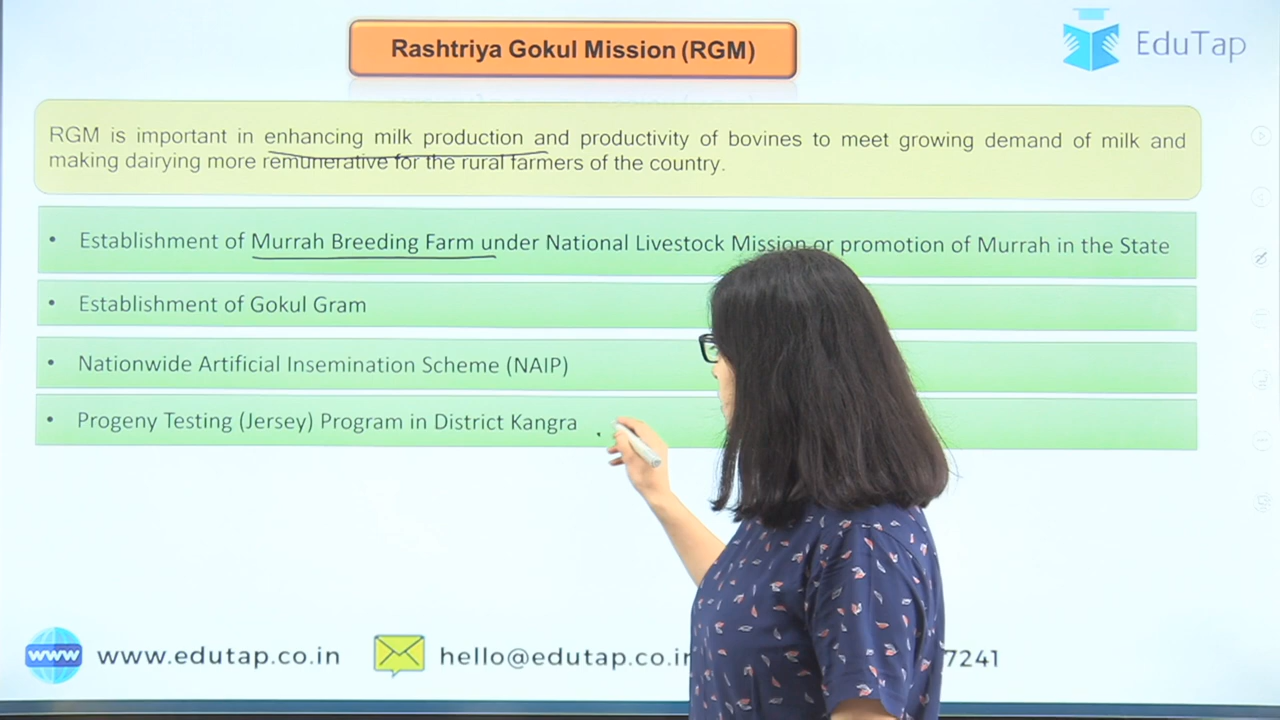 Rashtriya Gokul Mission (RGM)
EduTap
RGM is important in enhancing milk production and productivity of bovines to meet growing demand of milk and
making dairying more remunerative for the rural farmers of the country.
• Establishment of Murrah Breeding Farm under National Livestock Mission or promotion of Murrah in the State
• Establishment of Gokul Gram
• Nationwide Artificial Insemination Scheme (NAIP)
• Progeny Testing (Jersey) Program in District Kangra
www www.edutap.co.in hello@edutap.co.in 7241